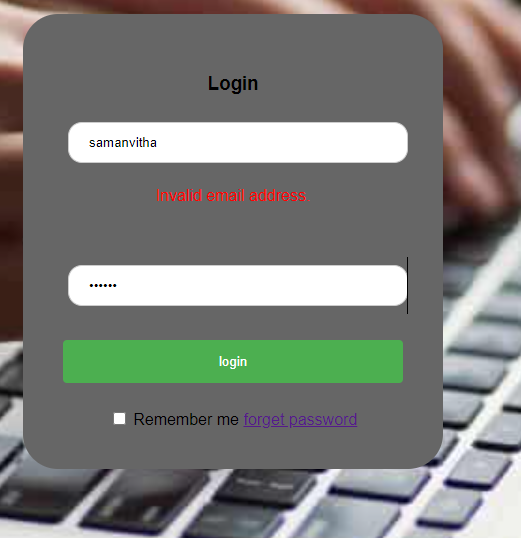 Login
samanvitha
Invalid email address.
••••••
login
Remember me forget password